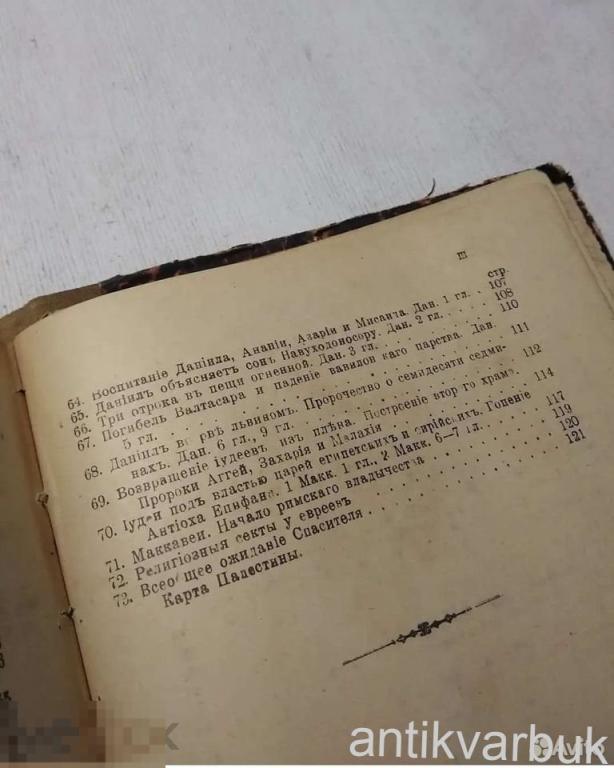 III
стр.
64. Воспитаніе Даніила, Ананіи, Азаріи и Мисаила. Дан. 1 гл. . 107
65. Даніилъ объясняетъ сонъ Навуходоносору. Дан. 2 гл. . . . 108
66. Три отрока въ пещи огненной. Дан. 3 гл. . . . . . 110
67. Погибель Валтасара и паденіе вавилон каго царства. Дан.
5 гл. . . . . . . . . . . 111
68. Даніилъ во рвѣ львиномъ. Пророчество о семидесяти седми-
нахъ. Дан. 6 гл., 9 гл. . . . . . . 112
69. Возвращеніе іудеевъ изъ плѣна. Построеніе втор го храма.
Пророки Аггей, Захарія и Малахія . . . . . 114
70. Іудеи подъ властью царей египетскихъ и сирійскихъ. Гоненіе
Антіоха Епифана. 1 Макк. 1 гл., 2 Макк. 6—7 гл. . . 117
71. Маккавеи. Начало римскаго владычества . . . . 119
72. Религіозныя секты у евреевъ . . . . . . 120
73. Всеобщее ожиданіе Спасителя . . . . . . 121
Карта Палестины.
antikvarbuk
Avito